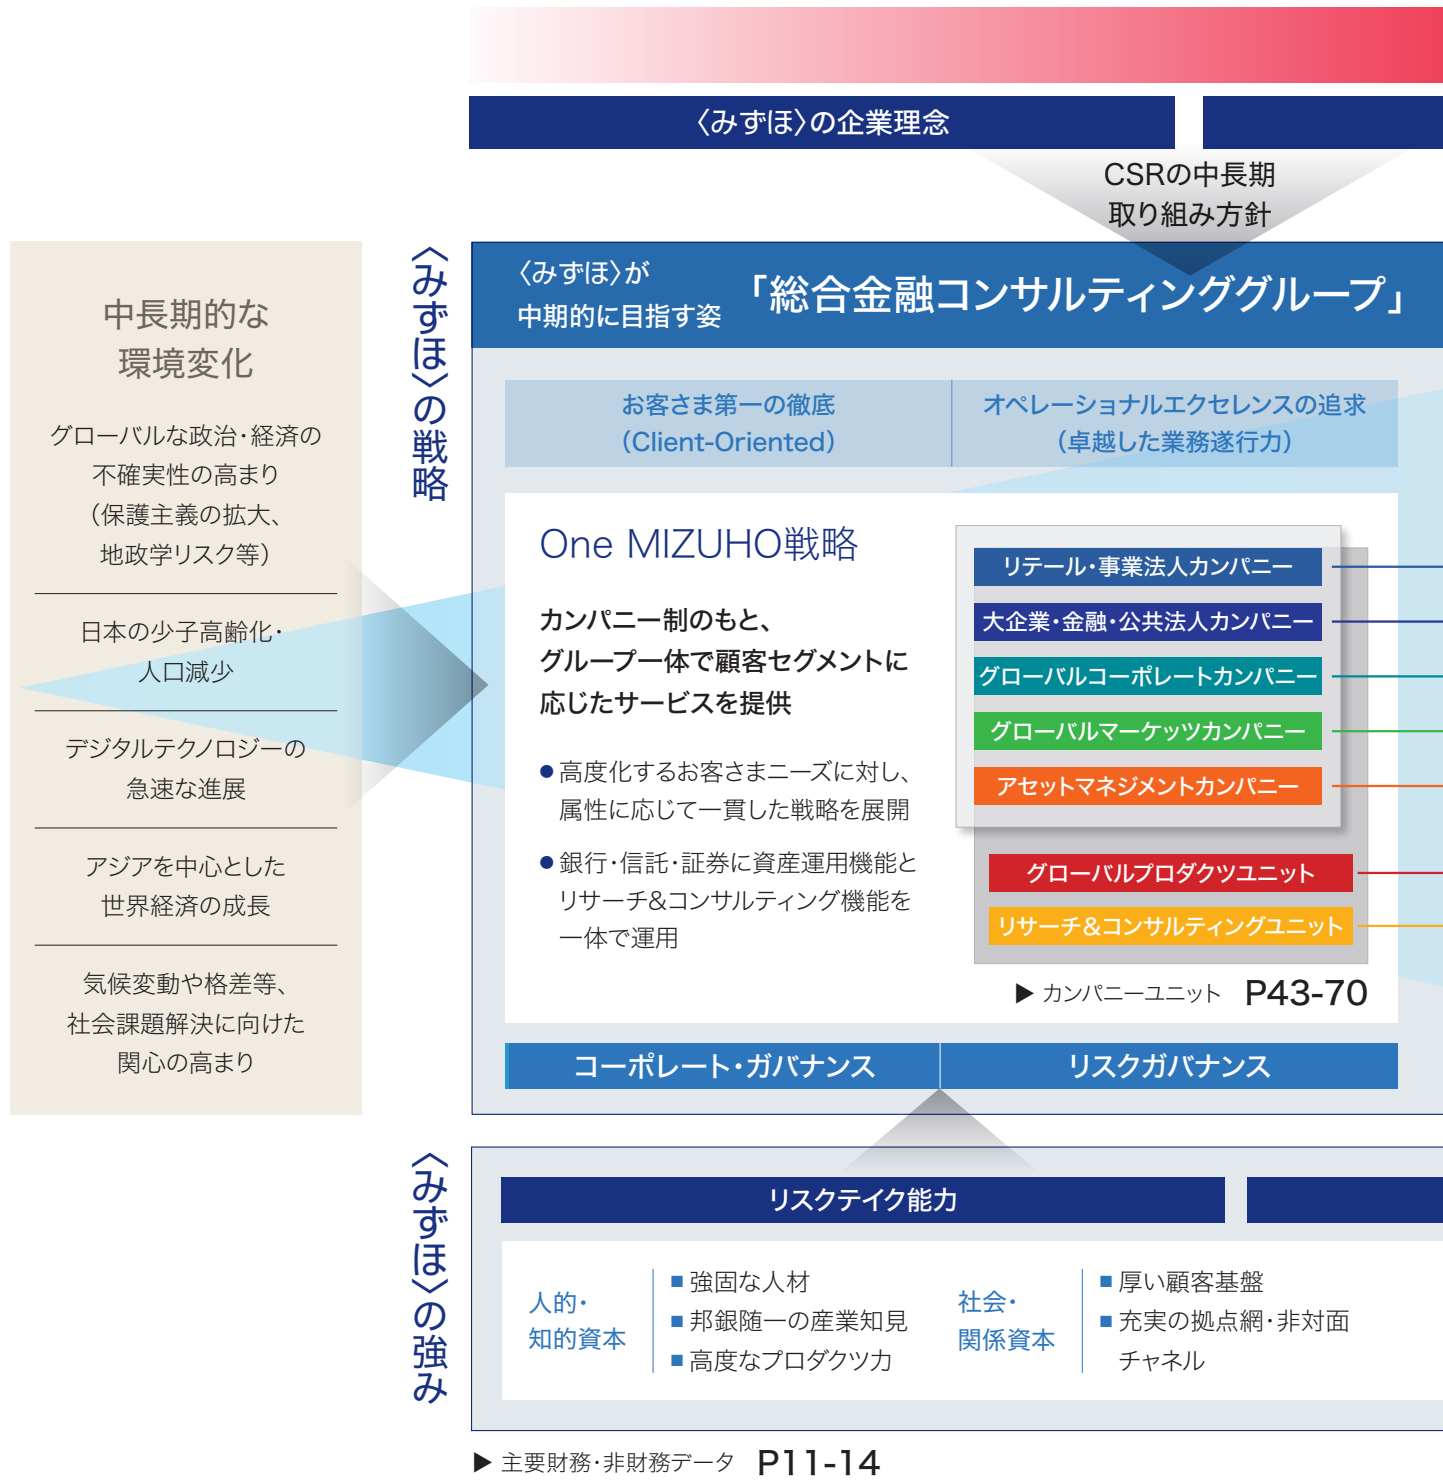 〈みずほ〉の企業理念
CSRの中長期
取り組み方針
中長期的な
環境変化
グローバルな政治・経済の
不確実性の高まり
(保護主義の拡大、
地政学リスク等)
日本の少子高齢化・
人口減少
デジタルテクノロジーの
急速な進展
アジアを中心とした
世界経済の成長
気候変動や格差等、
社会課題解決に向けた
関心の高まり
〈みずほ〉の戦略
〈みずほ〉が
中期的に目指す姿
「総合金融コンサルティンググループ」
お客さま第一の徹底
(Client-Oriented)
オペレーショナルエクセレンスの追求
(卓越した業務遂行力)
One MIZUHO戦略
カンパニー制のもと、
グループ一体で顧客セグメントに
応じたサービスを提供
●高度化するお客さまニーズに対し、
属性に応じて一貫した戦略を展開
●銀行・信託・証券に資産運用機能と
リサーチ&コンサルティング機能を
一体で運用
リテール・事業法人カンパニー
大企業・金融・公共法人カンパニー
グローバルコーポレートカンパニー
グローバルマーケッツカンパニー
アセットマネジメントカンパニー
グローバルプロダクツユニット
リサーチ&コンサルティングユニット
▶ カンパニーユニット P43-70
コーポレート・ガバナンス
リスクガバナンス
〈みずほ〉の強み
リスクテイク能力
人的・
知的資本
■強固な人材
■邦銀随一の産業知見
■高度なプロダクツ力
社会・
関係資本
■厚い顧客基盤
■充実の拠点網・非対面
チャネル
▶ 主要財務・非財務データ P11-14